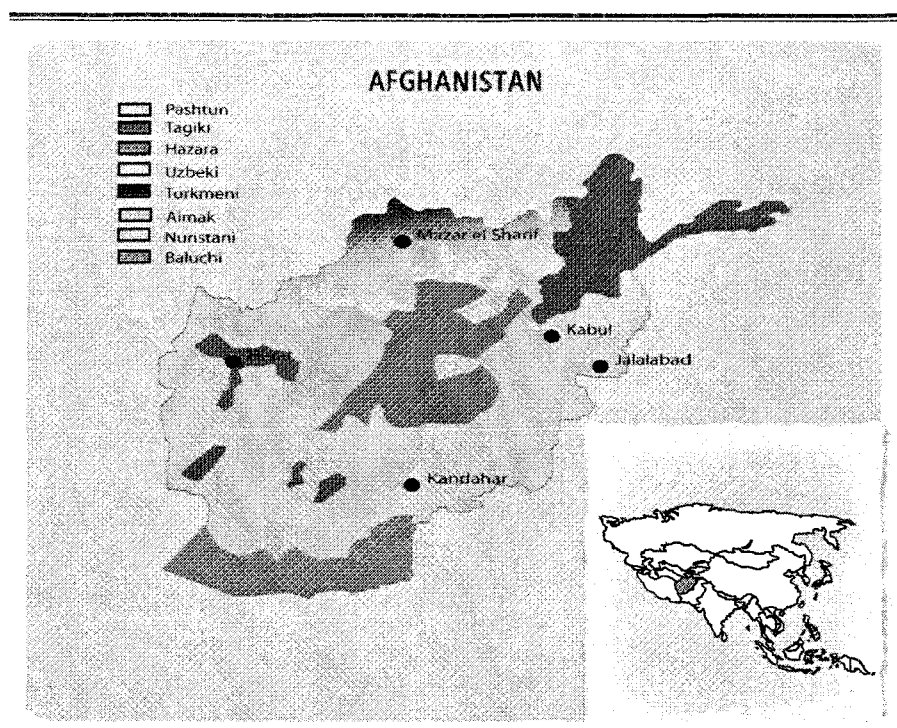 AFGHANISTAN
Pashtun
Tagiki
Hazara
Uzbeki
Turkmeni
Aimak
Nuristani
Baluchi
Mazar el Sharif
Kabul
Jalalabad
Kandahar